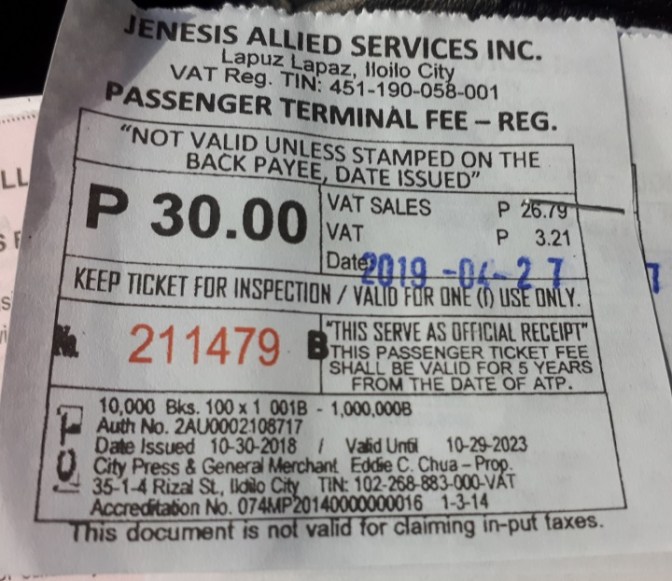 JENESIS ALLIED SERVICES INC.
Lapuz Lapaz, Iloilo City
VAT Reg. TIN: 451-190-058-001
PASSENGER TERMINAL FEE – REG.
"NOT VALID UNLESS STAMPED ON THE
BACK PAYEE, DATE ISSUED"
P 30.00
VAT SALES P 26.79
VAT P 3.21
Date 2019 -04- 27
KEEP TICKET FOR INSPECTION / VALID FOR ONE (1) USE ONLY.
No. 211479 B
"THIS SERVE AS OFFICIAL RECEIPT"
THIS PASSENGER TICKET FEE
SHALL BE VALID FOR 5 YEARS
FROM THE DATE OF ATP.
10,000 Bks. 100 x 1 001B - 1,000,000B
Auth No. 2AU0002108717
Date Issued 10-30-2018 / Valid Until 10-29-2023
City Press & General Merchant Eddie C. Chua – Prop.
35-1-4 Rizal St., Iloilo City TIN: 102-268-883-000-VAT
Accreditation No. 074MP20140000000016 1-3-14
This document is not valid for claiming in-put taxes.